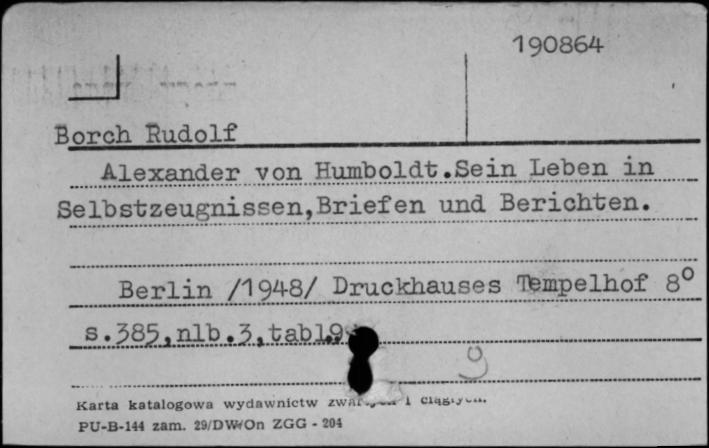 190864
Borch Rudolf
Alexander von Humboldt.Sein Leben in
Selbstzeugnissen,Briefen und Berichten.
Berlin /1948/ Druckhauses Tempelhof 8°
s.385,nlb.3,tabl.9
9
Karta katalogowa wydawnictw i
PU-B-144 zam. 29/DW/On ZGG - 204